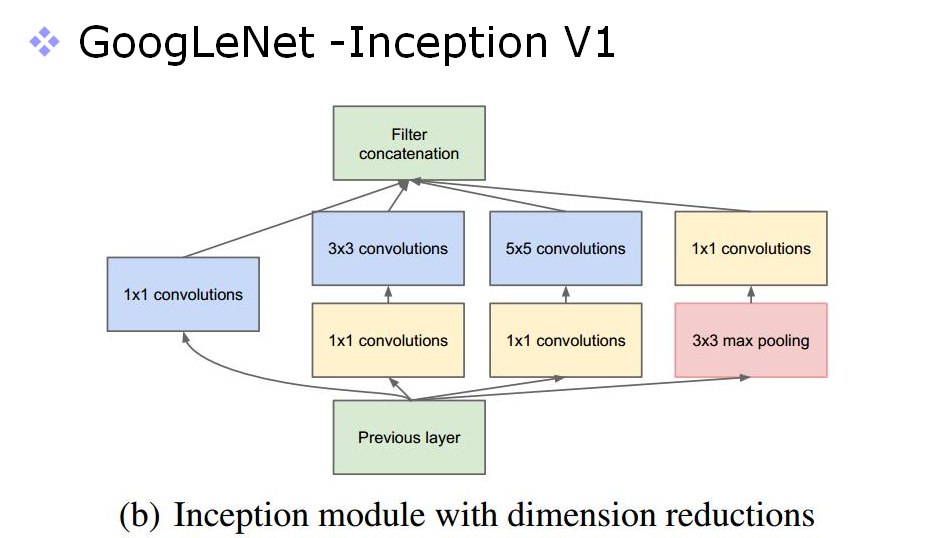 GoogLeNet -Inception V1
Filter
concatenation
3x3 convolutions
5x5 convolutions
1x1 convolutions
1x1 convolutions
1x1 convolutions
1x1 convolutions
3x3 max pooling
Previous layer
(b) Inception module with dimension reductions